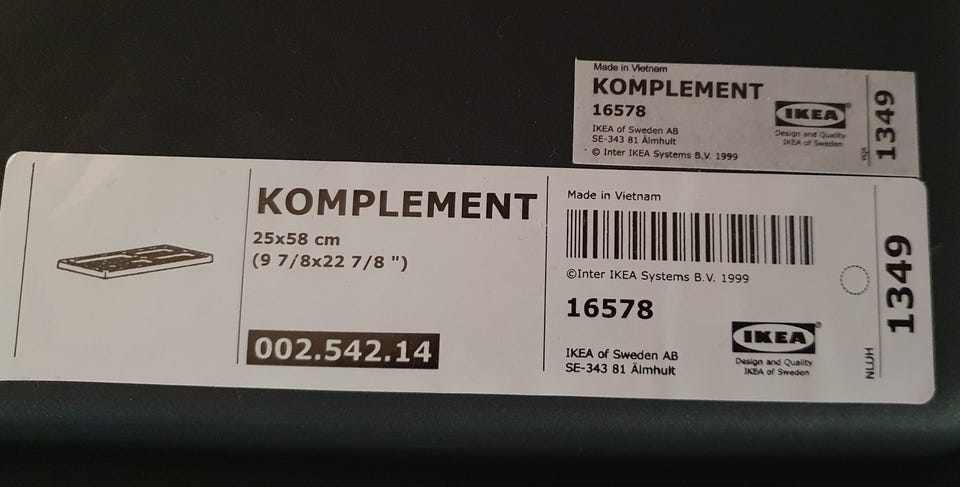 Made in Vietnam
KOMPLEMENT
16578
IKEA of Sweden AB
SE-343 81 Älmhult
© Inter IKEA Systems B.V. 1999
IKEA®
Design and Quality
IKEA of Sweden
1349
KOMPLEMENT
25x58 cm
(9 7/8x22 7/8 ")
002.542.14
Made in Vietnam
©Inter IKEA Systems B.V. 1999
16578
IKEA of Sweden AB
SE-343 81 Älmhult
IKEA®
Design and Quality
IKEA of Sweden
1349